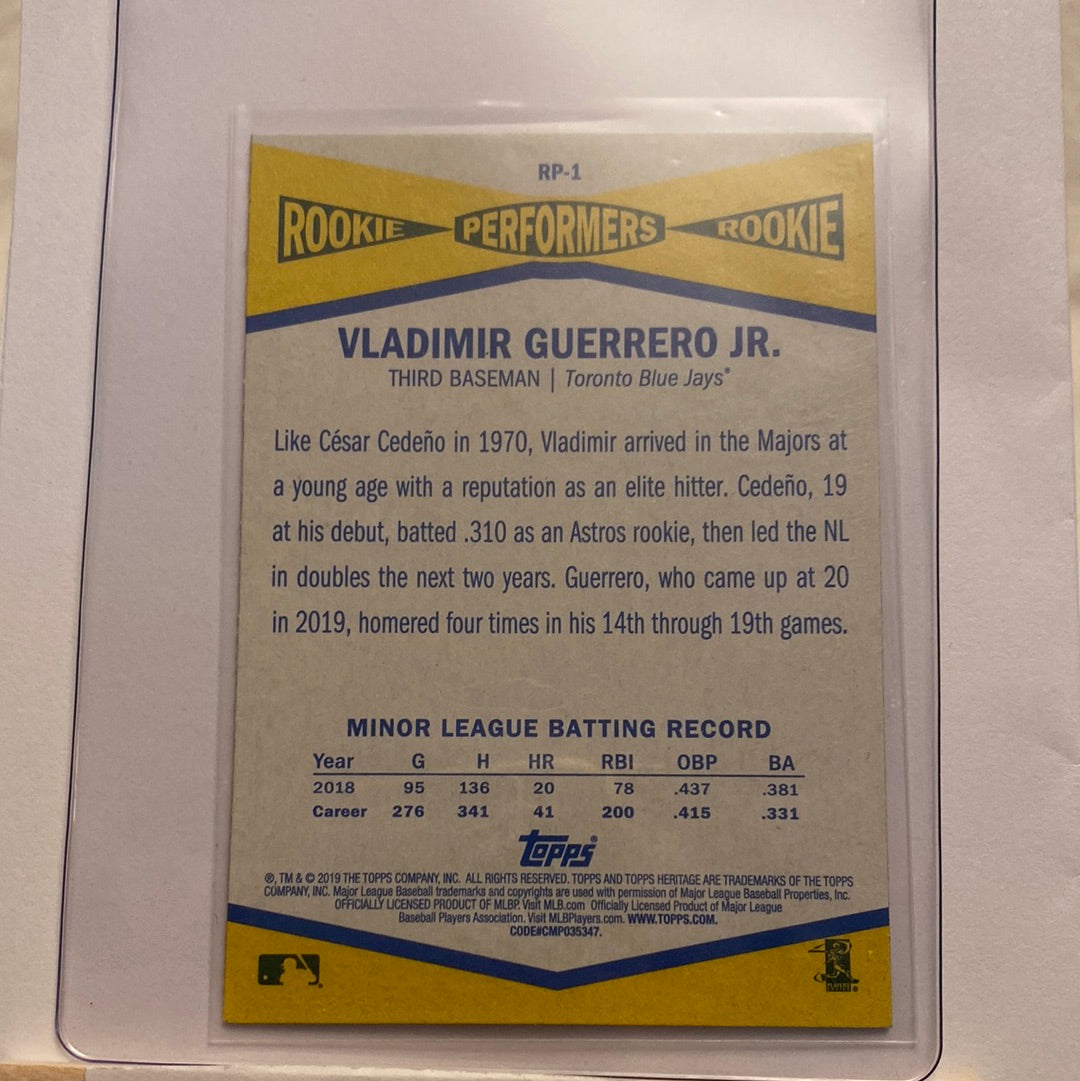 RP-1
ROOKIE PERFORMERS ROOKIE
VLADIMIR GUERRERO JR.
THIRD BASEMAN | Toronto Blue Jays®
Like César Cedeño in 1970, Vladimir arrived in the Majors at
a young age with a reputation as an elite hitter. Cedeño, 19
at his debut, batted .310 as an Astros rookie, then led the NL
in doubles the next two years. Guerrero, who came up at 20
in 2019, homered four times in his 14th through 19th games.
MINOR LEAGUE BATTING RECORD
Year G H HR RBI OBP BA
2018 95 136 20 78 .437 .381
Career 276 341 41 200 .415 .331
Topps®
®, TM & © 2019 THE TOPPS COMPANY, INC. ALL RIGHTS RESERVED. TOPPS AND TOPPS HERITAGE ARE TRADEMARKS OF THE TOPPS
COMPANY, INC. Major League Baseball trademarks and copyrights are used with permission of Major League Baseball Properties, Inc.
OFFICIALLY LICENSED PRODUCT OF MLBP. Visit MLB.com Officially Licensed Product of Major League
Baseball Players Association. Visit MLBPlayers.com. WWW.TOPPS.COM.
CODE#CMP035347.